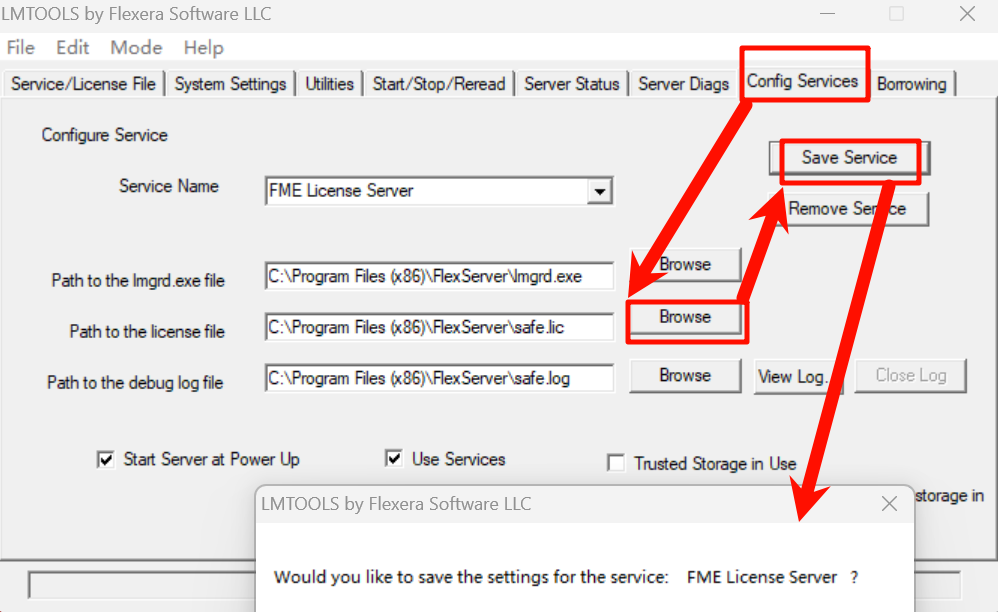 LMTOOLS by Flexera Software LLC
File Edit Mode Help
Service/License File System Settings Utilities Start/Stop/Reread Server Status Server Diags Config Services Borrowing
Configure Service
Save Service
Service Name FME License Server
Remove Service
Path to the lmgrd.exe file C:\Program Files (x86)\FlexServer\lmgrd.exe Browse
Path to the license file C:\Program Files (x86)\FlexServer\safe.lic Browse
Path to the debug log file C:\Program Files (x86)\FlexServer\safe.log Browse View Log. Close Log
Start Server at Power Up Use Services Trusted Storage in Use
storage in
LMTOOLS by Flexera Software LLC
Would you like to save the settings for the service: FME License Server ?